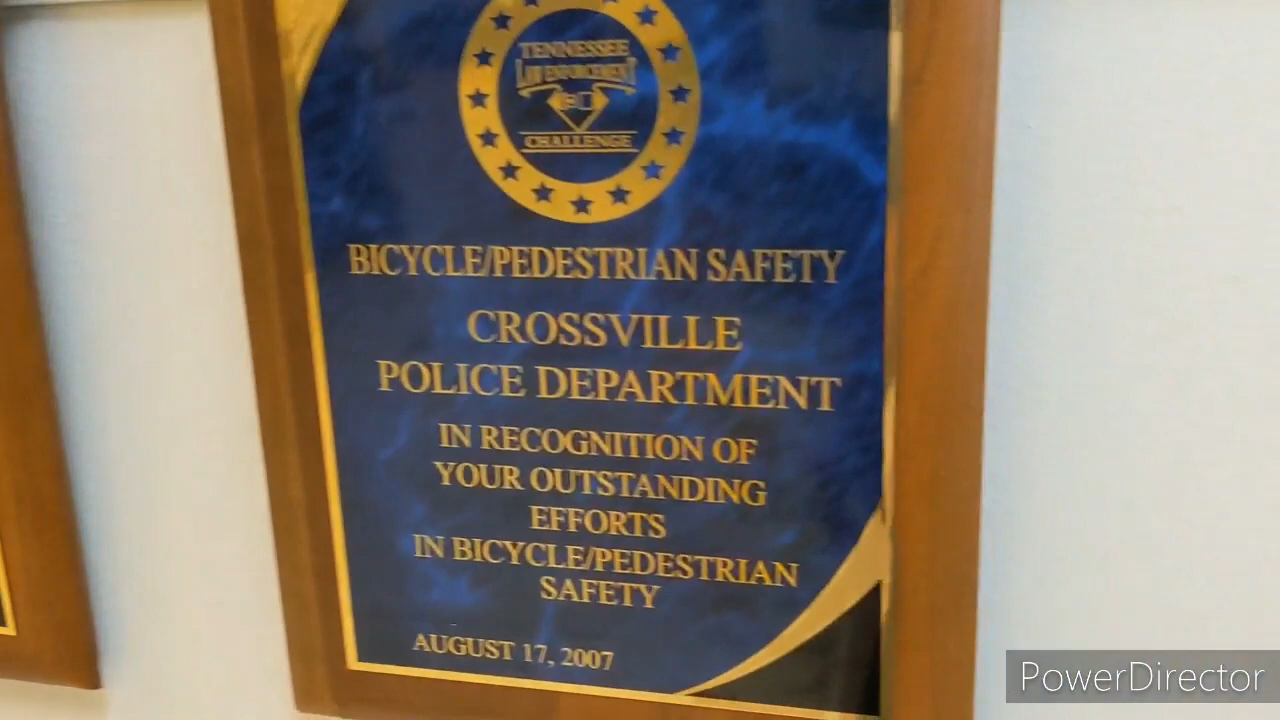 TENNESSEE
LAW ENFORCEMENT
CHALLENGE
BICYCLE/PEDESTRIAN SAFETY
CROSSVILLE
POLICE DEPARTMENT
IN RECOGNITION OF
YOUR OUTSTANDING
EFFORTS
IN BICYCLE/PEDESTRIAN
SAFETY
AUGUST 17, 2007
PowerDirector